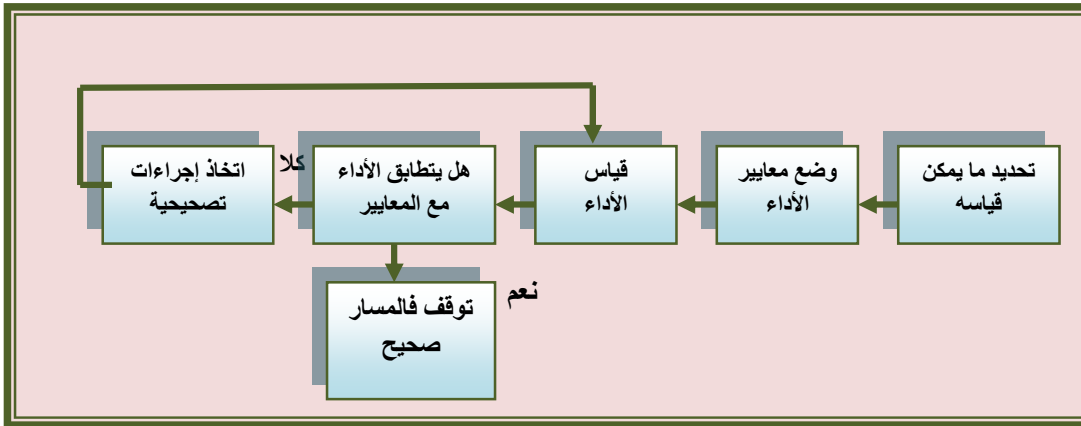 تحديد ما يمكن
قياسه
وضع معايير
الأداء
قياس
الأداء
هل يتطابق الأداء
مع المعايير
كلا
اتخاذ إجراءات
تصحيحية
نعم
توقف فالمسار
صحيح